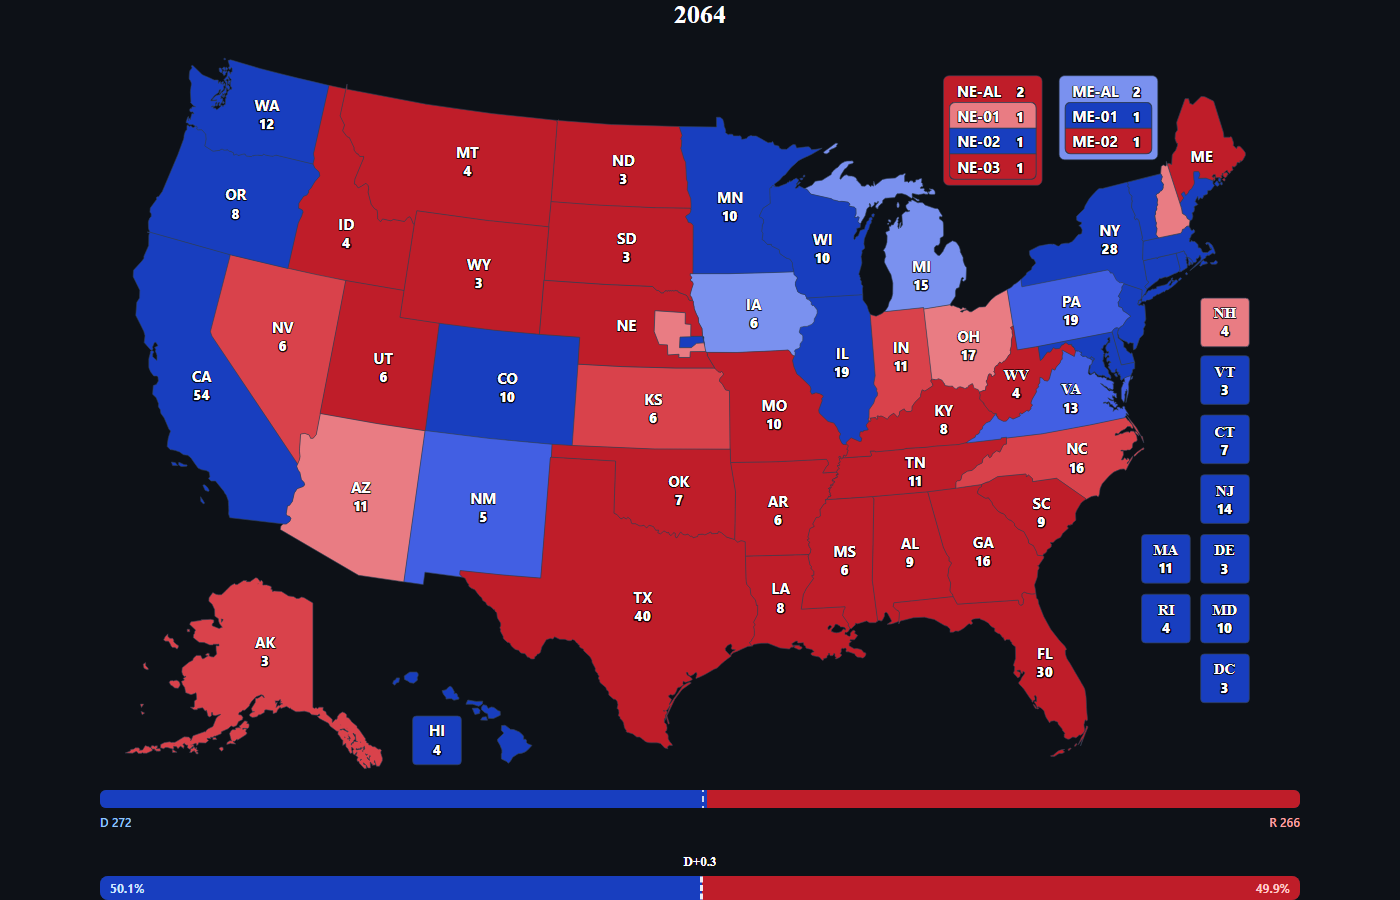 2064
WA
12
OR
8
CA
54
NV
6
ID
4
MT
4
WY
3
UT
6
AZ
11
CO
10
NM
5
ND
3
SD
3
NE
KS
6
OK
7
TX
40
MN
10
IA
6
MO
10
AR
6
LA
8
WI
10
IL
19
MI
15
IN
11
OH
17
KY
8
TN
11
MS
6
AL
9
GA
16
FL
30
SC
9
NC
16
VA
13
WV
4
PA
19
NY
28
ME
NE-AL 2
NE-01 1
NE-02 1
NE-03 1
ME-AL 2
ME-01 1
ME-02 1
NH
4
VT
3
CT
7
NJ
14
MA
11
DE
3
RI
4
MD
10
DC
3
AK
3
HI
4
D 272
R 266
D+0.3
50.1%
49.9%